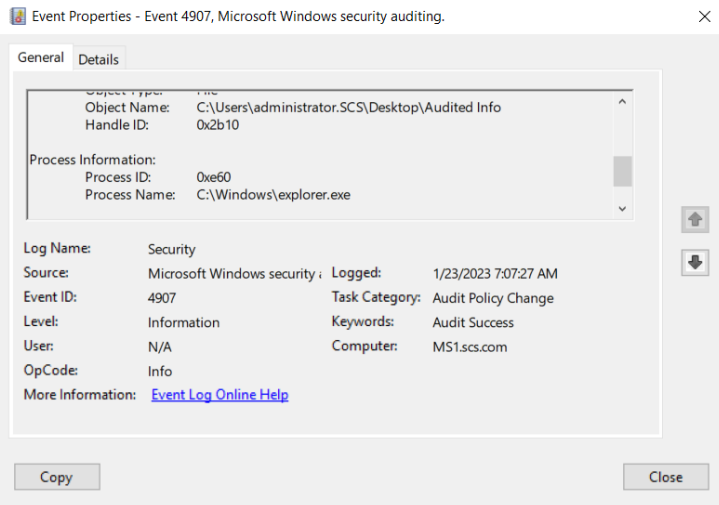 Event Properties - Event 4907, Microsoft Windows security auditing.
General Details
Object Type: File
Object Name: C:\Users\administrator.SCS\Desktop\Audited Info
Handle ID: 0x2b10
Process Information:
Process ID: 0xe60
Process Name: C:\Windows\explorer.exe
Log Name: Security
Source: Microsoft Windows security Logged: 1/23/2023 7:07:27 AM
Event ID: 4907 Task Category: Audit Policy Change
Level: Information Keywords: Audit Success
User: N/A Computer: MS1.scs.com
OpCode: Info
More Information: Event Log Online Help
Copy Close